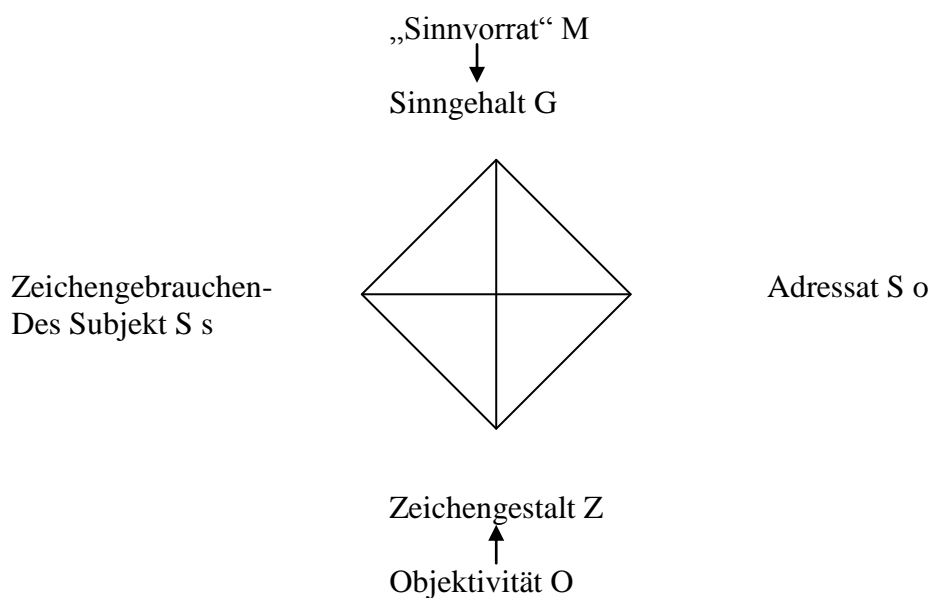 „Sinnvorrat“ M
Sinngehalt G
Zeichengebrauchen-
Des Subjekt S s
Adressat S o
Zeichengestalt Z
Objektivität O